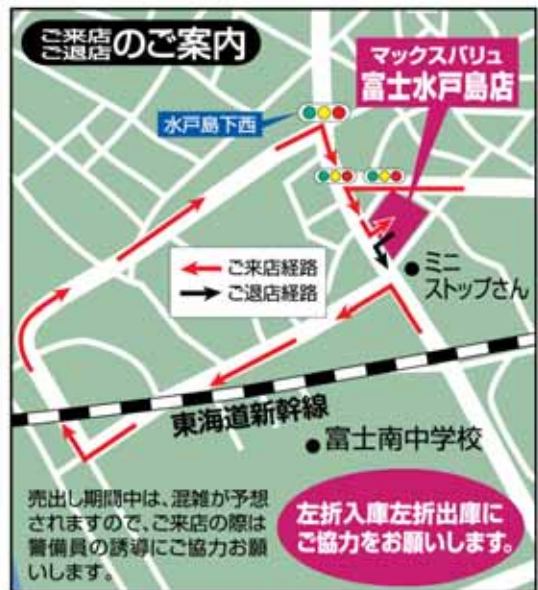 ご来店
ご退店のご案内
マックスバリュ
富士水戸島店
水戸島下西
ご来店経路
ご退店経路
ミニ
ストップさん
東海道新幹線
富士南中学校
売出し期間中は、混雑が予想
されますので、ご来店の際は
警備員の誘導にご協力お願
いします。
左折入庫左折出庫に
ご協力をお願いします。